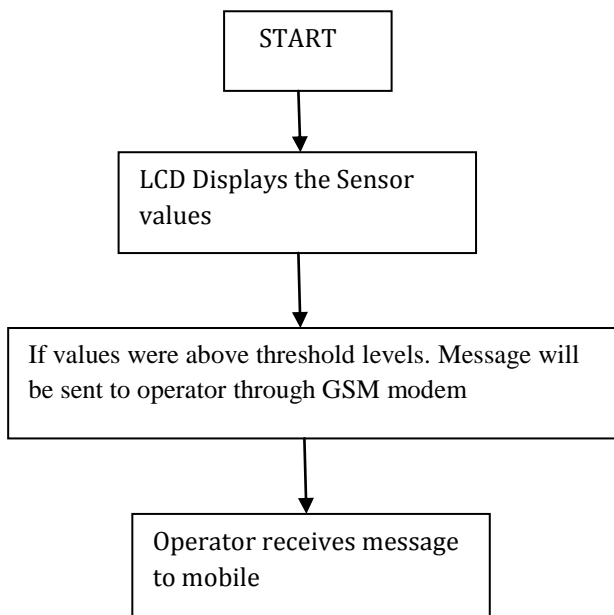 START
LCD Displays the Sensor
values
If values were above threshold levels. Message will
be sent to operator through GSM modem
Operator receives message
to mobile